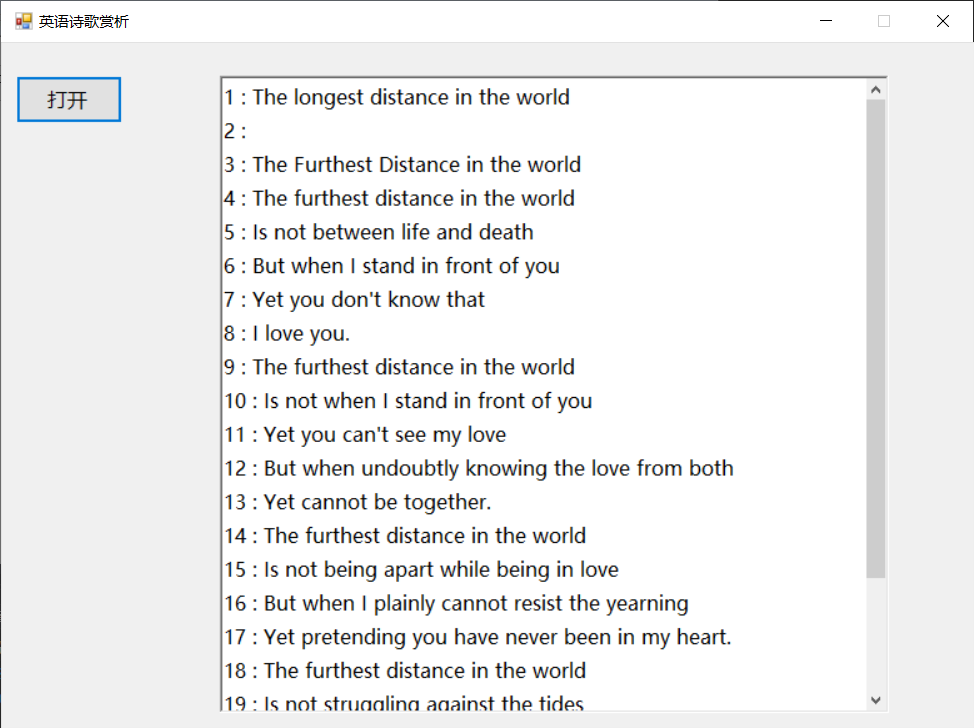 英语诗歌赏析
打开
1 : The longest distance in the world
2 :
3 : The Furthest Distance in the world
4 : The furthest distance in the world
5 : Is not between life and death
6 : But when I stand in front of you
7 : Yet you don't know that
8 : I love you.
9 : The furthest distance in the world
10 : Is not when I stand in front of you
11 : Yet you can't see my love
12 : But when undoubtly knowing the love from both
13 : Yet cannot be together.
14 : The furthest distance in the world
15 : Is not being apart while being in love
16 : But when I plainly cannot resist the yearning
17 : Yet pretending you have never been in my heart.
18 : The furthest distance in the world
19 : Is not struggling against the tides